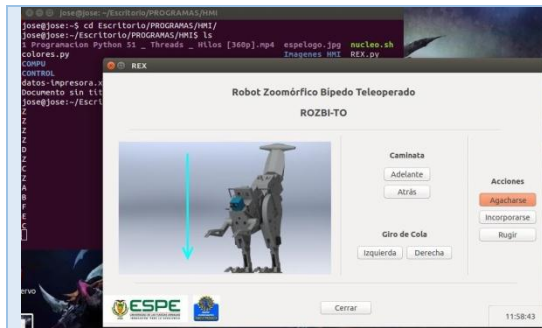 jose@jose: ~/Escritorio/PROGRAMAS/HMI
jose@jose:~$ cd Escritorio/PROGRAMAS/HMI/
jose@jose:~/Escritorio/PROGRAMAS/HMI$ ls
1 Programacion Python 51 _ Threads _ Hilos [360p].mp4 espelogo.jpg nucleo.sh
colores.py Imagenes HMI REX.py
COMPU
CONTROL
datos-impresora.x
Documento sin tit
jose@jose:~/Escri
Z
Z
Z
Z
D
Z
C
Z
A
B
F
E
C
REX
Robot Zoomórfico Bípedo Teleoperado
ROZBI-TO
Caminata
Adelante
Atrás
Giro de Cola
Izquierda Derecha
Acciones
Agacharse
Incorporarse
Rugir
ervo
ESPE
Cerrar
11:58:43